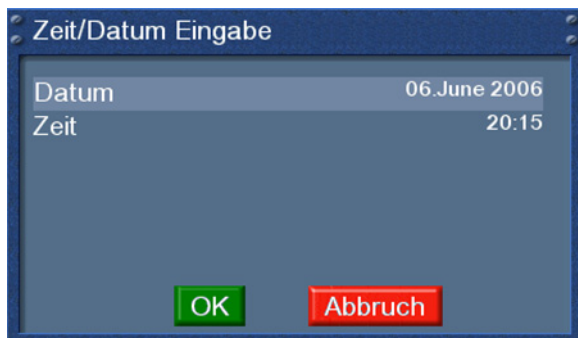 Zeit/Datum Eingabe
Datum 06.June 2006
Zeit 20:15
OK Abbruch